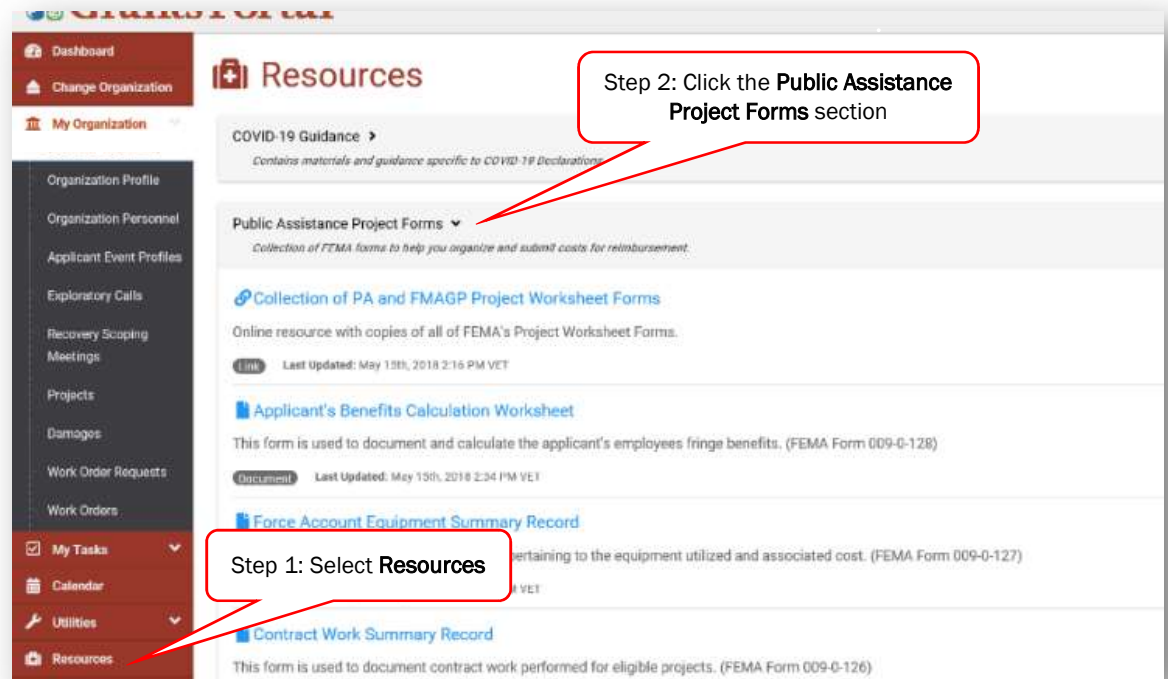 Grants Portal
Dashboard
Change Organization
My Organization
Organization Profile
Organization Personnel
Applicant Event Profiles
Exploratory Calls
Recovery Scoping
Meetings
Projects
Damages
Work Order Requests
Work Orders
My Tasks
Calendar
Utilities
Resources
Resources
Step 2: Click the Public Assistance
Project Forms section
COVID-19 Guidance
Contains materials and guidance specific to COVID-19 Declarations
Public Assistance Project Forms
Collection of FEMA forms to help you organize and submit costs for reimbursement.
Collection of PA and FMAGP Project Worksheet Forms
Online resource with copies of all of FEMA's Project Worksheet Forms.
Link Last Updated: May 15th, 2018 2:16 PM VET
Applicant's Benefits Calculation Worksheet
This form is used to document and calculate the applicant's employees fringe benefits. (FEMA Form 009-0-128)
Document Last Updated: May 15th, 2018 2:34 PM VET
Force Account Equipment Summary Record
pertaining to the equipment utilized and associated cost. (FEMA Form 009-0-127)
Step 1: Select Resources
VET
Contract Work Summary Record
This form is used to document contract work performed for eligible projects. (FEMA Form 009-0-126)